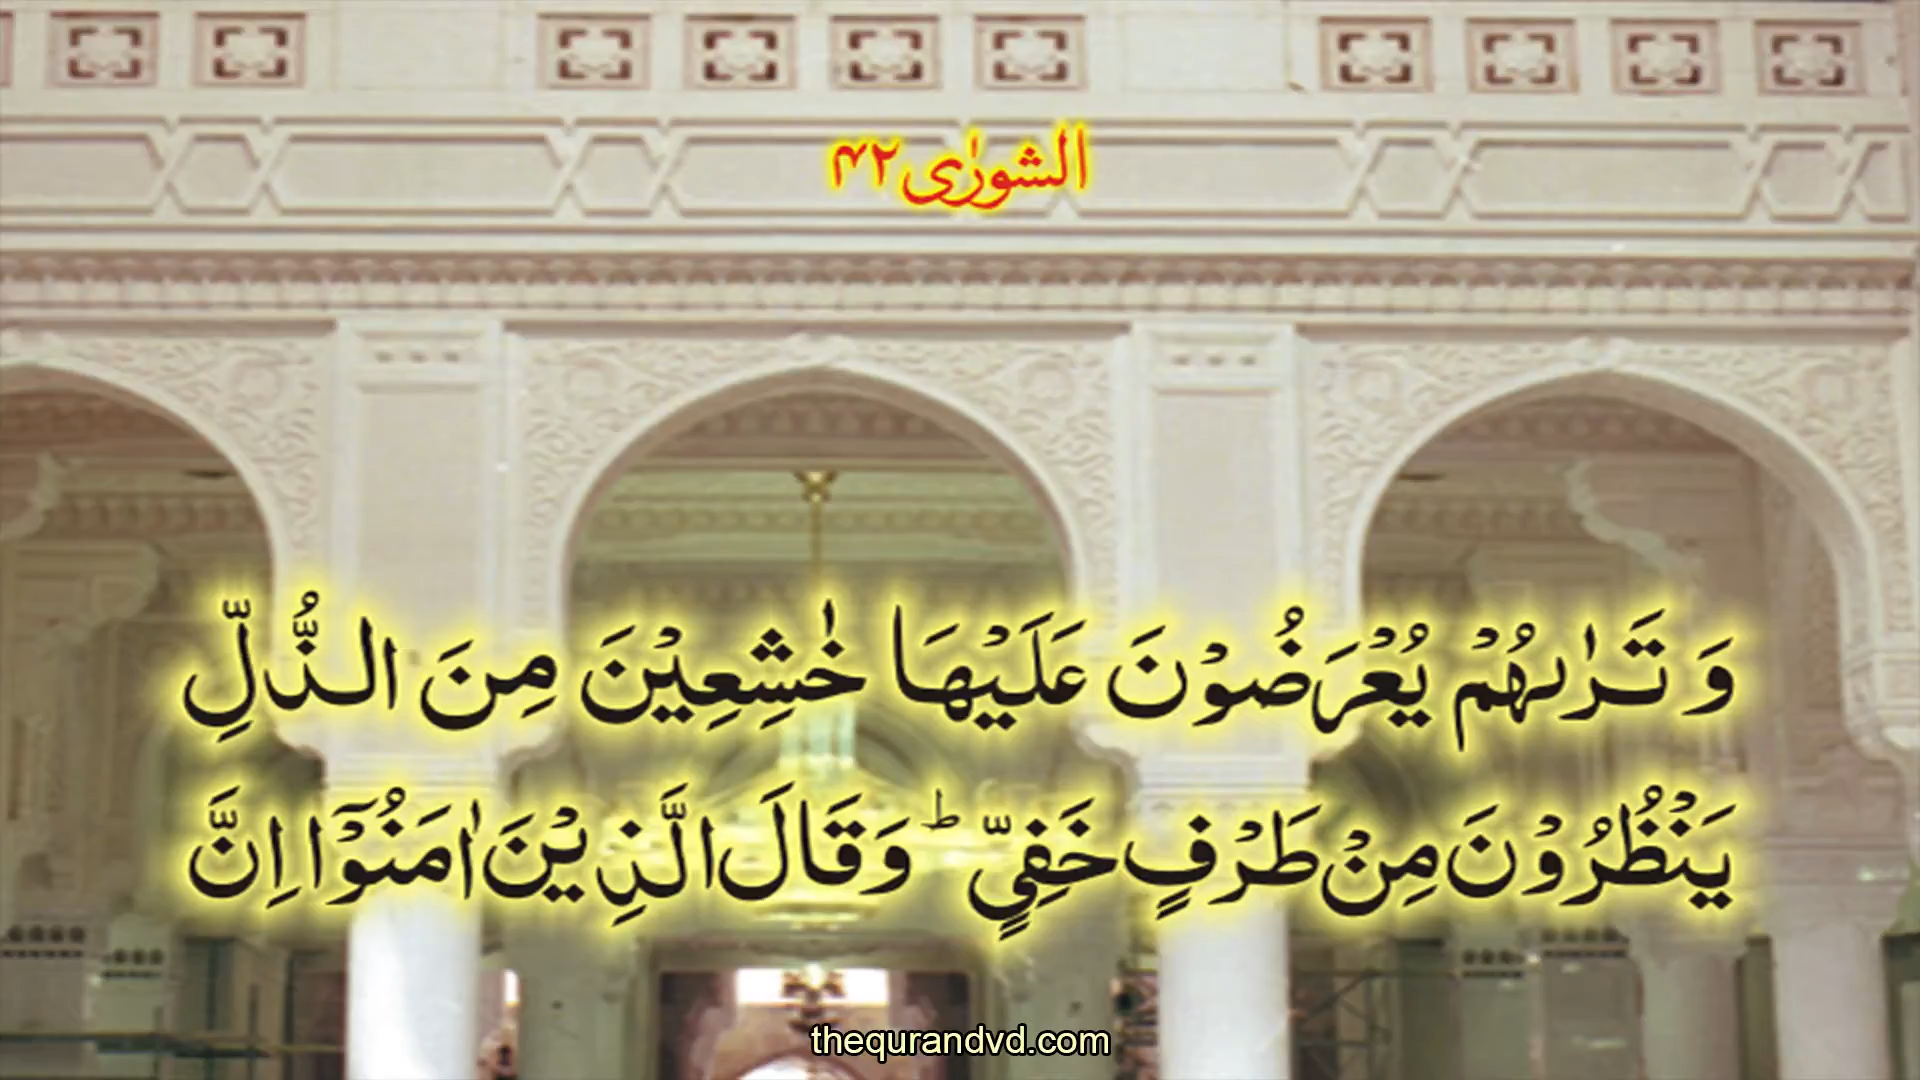 الشورٰی ۴۲
وَ تَرٰىهُمْ یُعْرَضُوْنَ عَلَیْهَا خٰشِعِیْنَ مِنَ الذُّلِّ
یَنْظُرُوْنَ مِنْ طَرْفٍ خَفِیٍّ ؕ وَقَالَ الَّذِیْنَ اٰمَنُوْۤا اِنَّ
thequrandvd.com